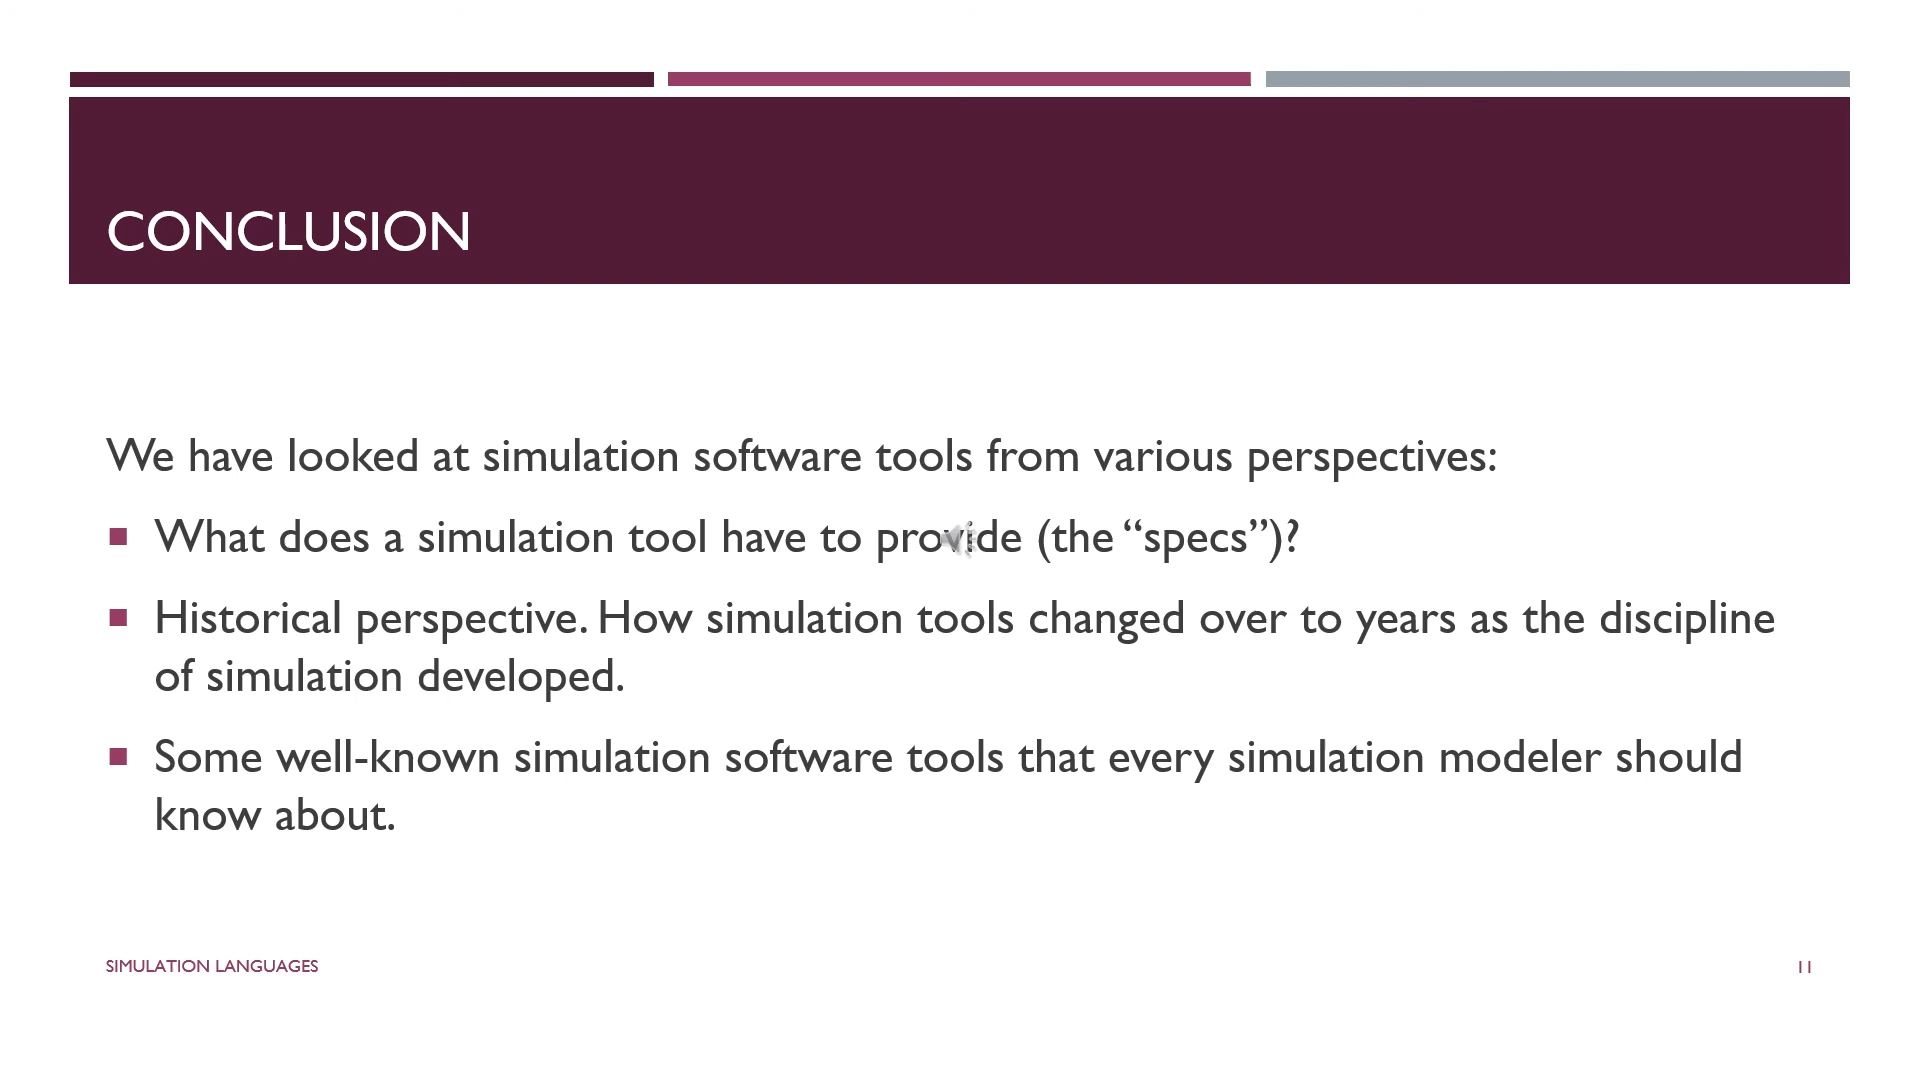 CONCLUSION
We have looked at simulation software tools from various perspectives:
What does a simulation tool have to provide (the “specs”)?
Historical perspective. How simulation tools changed over to years as the discipline
of simulation developed.
Some well-known simulation software tools that every simulation modeler should
know about.
SIMULATION LANGUAGES
11